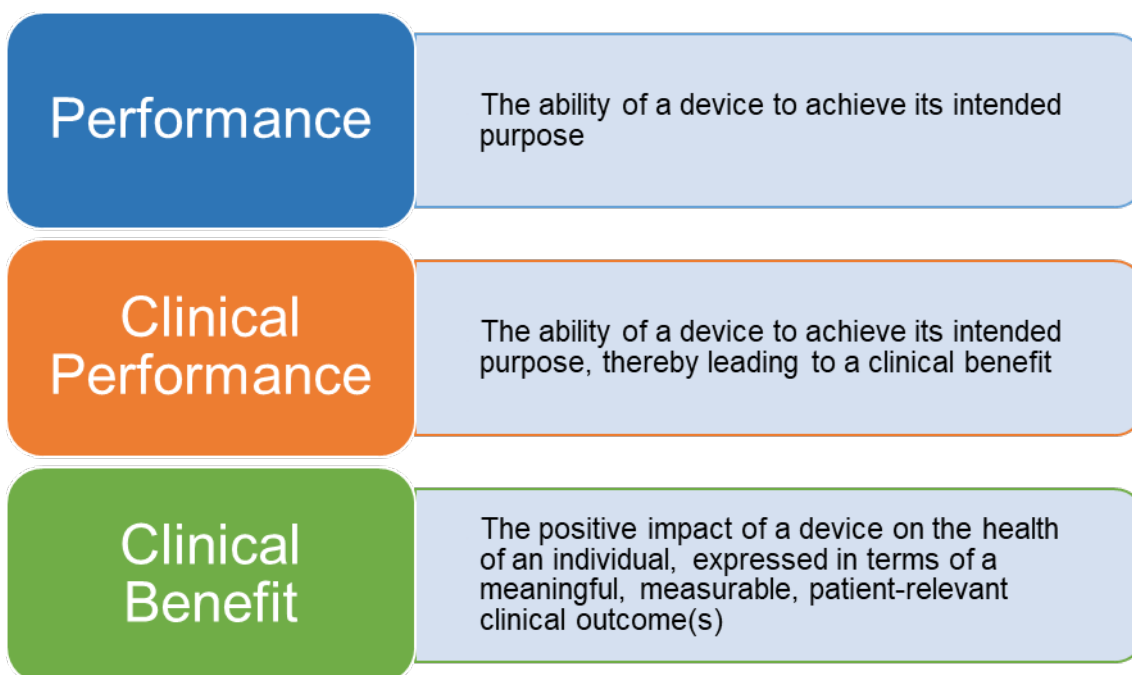 Performance
The ability of a device to achieve its intended
purpose
Clinical
Performance
The ability of a device to achieve its intended
purpose, thereby leading to a clinical benefit
Clinical
Benefit
The positive impact of a device on the health
of an individual, expressed in terms of a
meaningful, measurable, patient-relevant
clinical outcome(s)